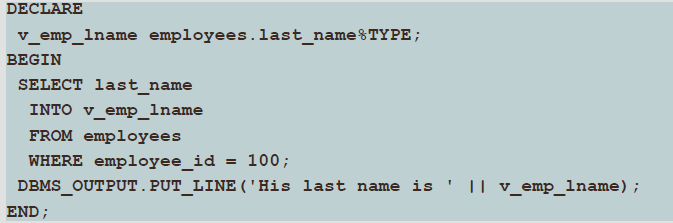 DECLARE
v_emp_lname employees.last_name%TYPE;
BEGIN
SELECT last_name
INTO v_emp_lname
FROM employees
WHERE employee_id = 100;
DBMS_OUTPUT.PUT_LINE('His last name is ' || v_emp_lname);
END;